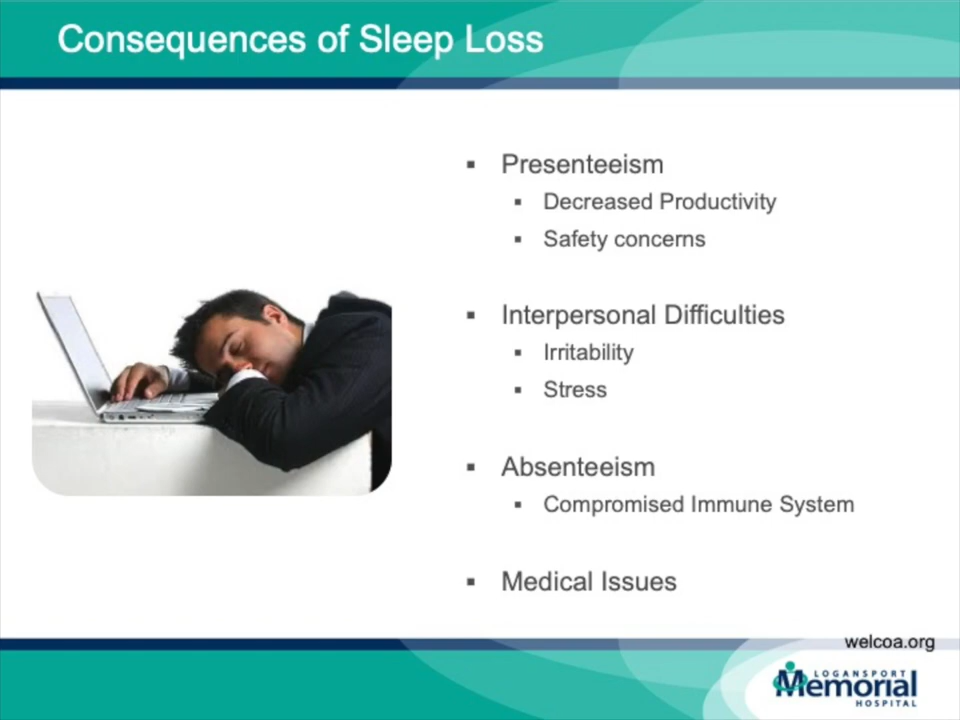 Consequences of Sleep Loss
Presenteeism
Decreased Productivity
Safety concerns
Interpersonal Difficulties
Irritability
Stress
Absenteeism
Compromised Immune System
Medical Issues
welcoa.org
LOGANSPORT
Memorial
HOSPITAL